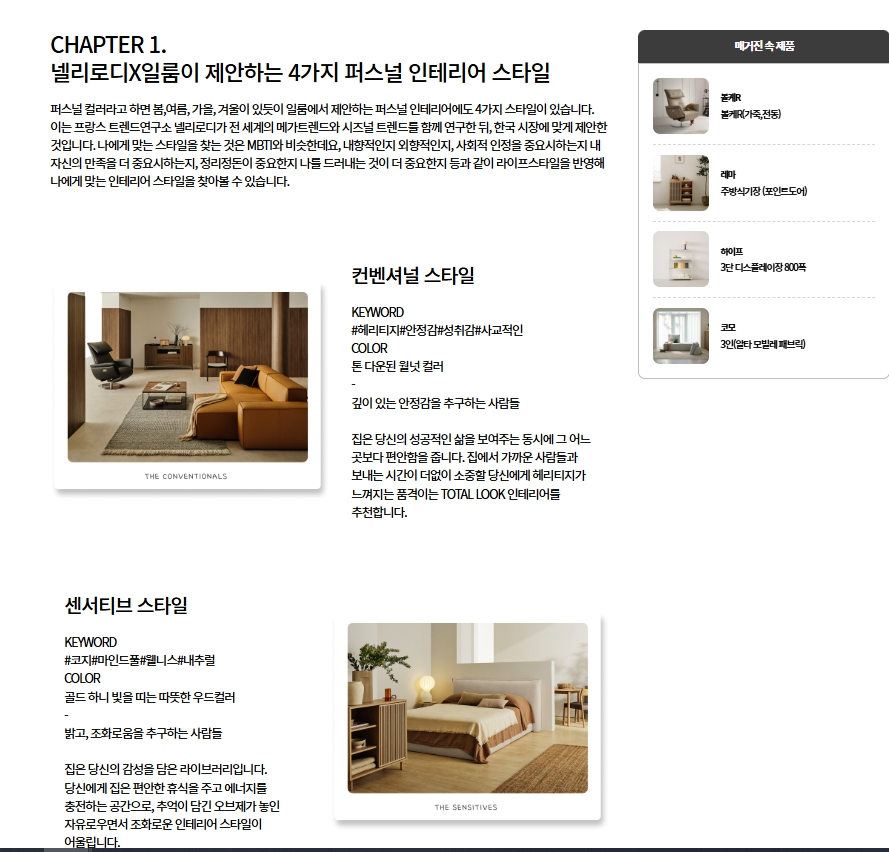 CHAPTER 1.
넬리로디X일룸이 제안하는 4가지 퍼스널 인테리어 스타일
퍼스널 컬러라고 하면 봄,여름, 가을, 겨울이 있듯이 일룸에서 제안하는 퍼스널 인테리어에도 4가지 스타일이 있습니다.
이는 프랑스 트렌드연구소 넬리로디가 전 세계의 메가트렌드와 시즈널 트렌드를 함께 연구한 뒤, 한국 시장에 맞게 제안한
것입니다. 나에게 맞는 스타일을 찾는 것은 MBTI와 비슷한데요, 내향적인지 외향적인지, 사회적 인정을 중요시하는지 내
자신의 만족을 더 중요시하는지, 정리정돈이 중요한지 나를 드러내는 것이 더 중요한지 등과 같이 라이프스타일을 반영해
나에게 맞는 인테리어 스타일을 찾아볼 수 있습니다.
컨벤셔널 스타일
KEYWORD
#헤리티지#안정감#성취감#사교적인
COLOR
톤 다운된 월넛 컬러
-
깊이 있는 안정감을 추구하는 사람들
집은 당신의 성공적인 삶을 보여주는 동시에 그 어느
곳보다 편안함을 줍니다. 집에서 가까운 사람들과
보내는 시간이 더없이 소중할 당신에게 헤리티지가
느껴지는 품격이는 TOTAL LOOK 인테리어를
추천합니다.
THE CONVENTIONALS
센서티브 스타일
KEYWORD
#코지#마인드풀#웰니스#내추럴
COLOR
골드 하니 빛을 띠는 따뜻한 우드컬러
-
밝고, 조화로움을 추구하는 사람들
집은 당신의 감성을 담은 라이브러리입니다.
당신에게 집은 편안한 휴식을 주고 에너지를
충전하는 공간으로, 추억이 담긴 오브제가 놓인
자유로우면서 조화로운 인테리어 스타일이
어울립니다.
THE SENSITIVES
매거진 속 제품
볼케R
볼케R(가죽,전동)
레마
주방식기장 (포인트도어)
하이프
3단 디스플레이장 800폭
코모
3인(알타 모빌레 패브릭)